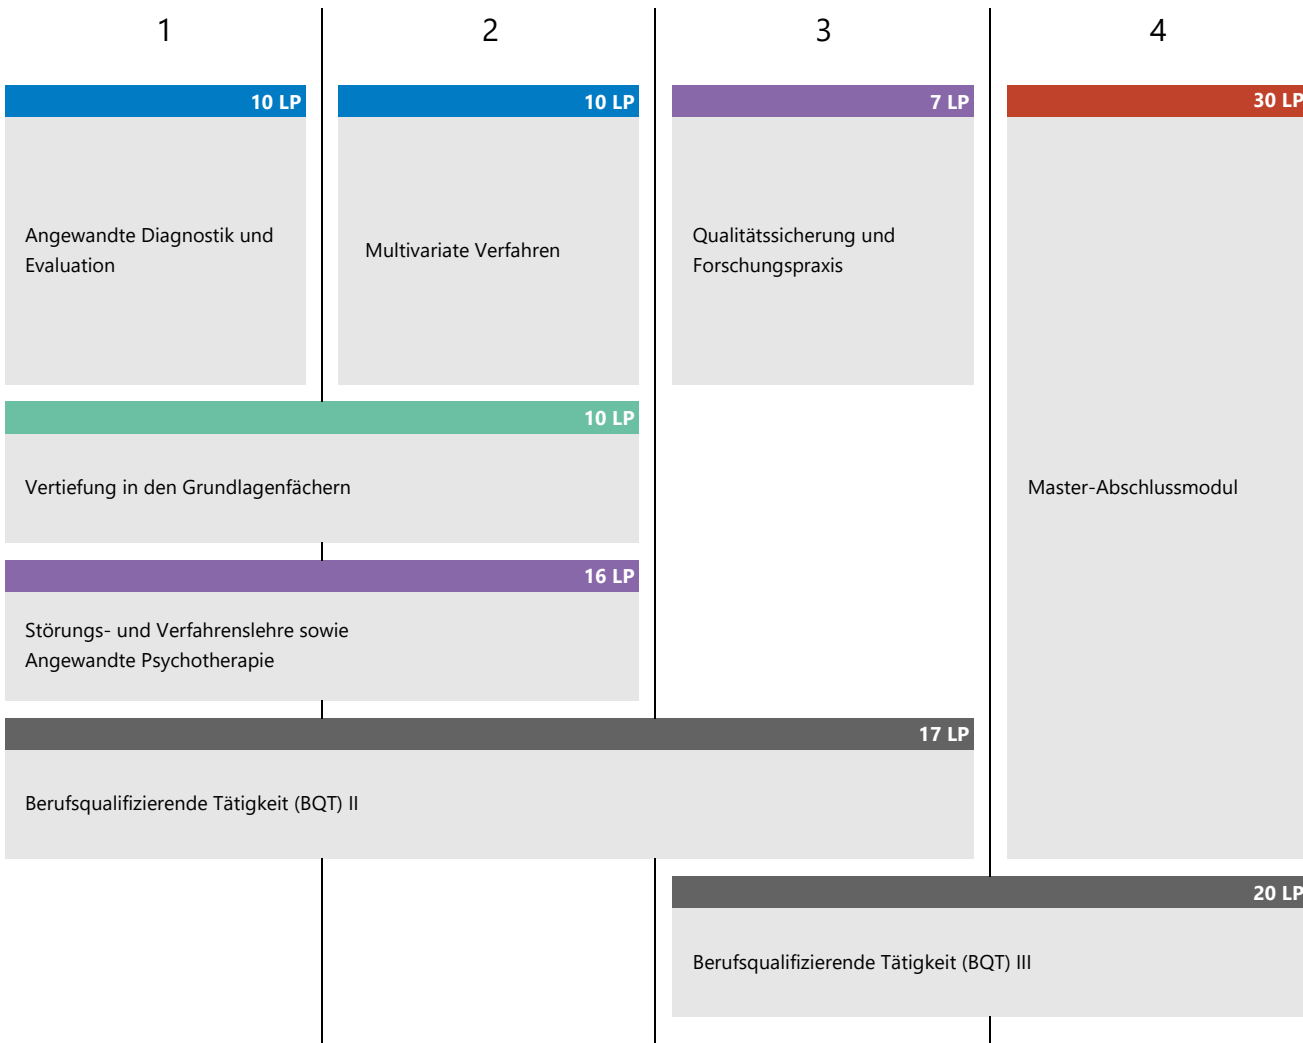 1
2
3
4
10 LP
10 LP
7 LP
30 LP
Angewandte Diagnostik und
Evaluation
Multivariate Verfahren
Qualitätssicherung und
Forschungspraxis
10 LP
Vertiefung in den Grundlagenfächern
Master-Abschlussmodul
16 LP
Störungs- und Verfahrenslehre sowie
Angewandte Psychotherapie
17 LP
Berufsqualifizierende Tätigkeit (BQT) II
20 LP
Berufsqualifizierende Tätigkeit (BQT) III